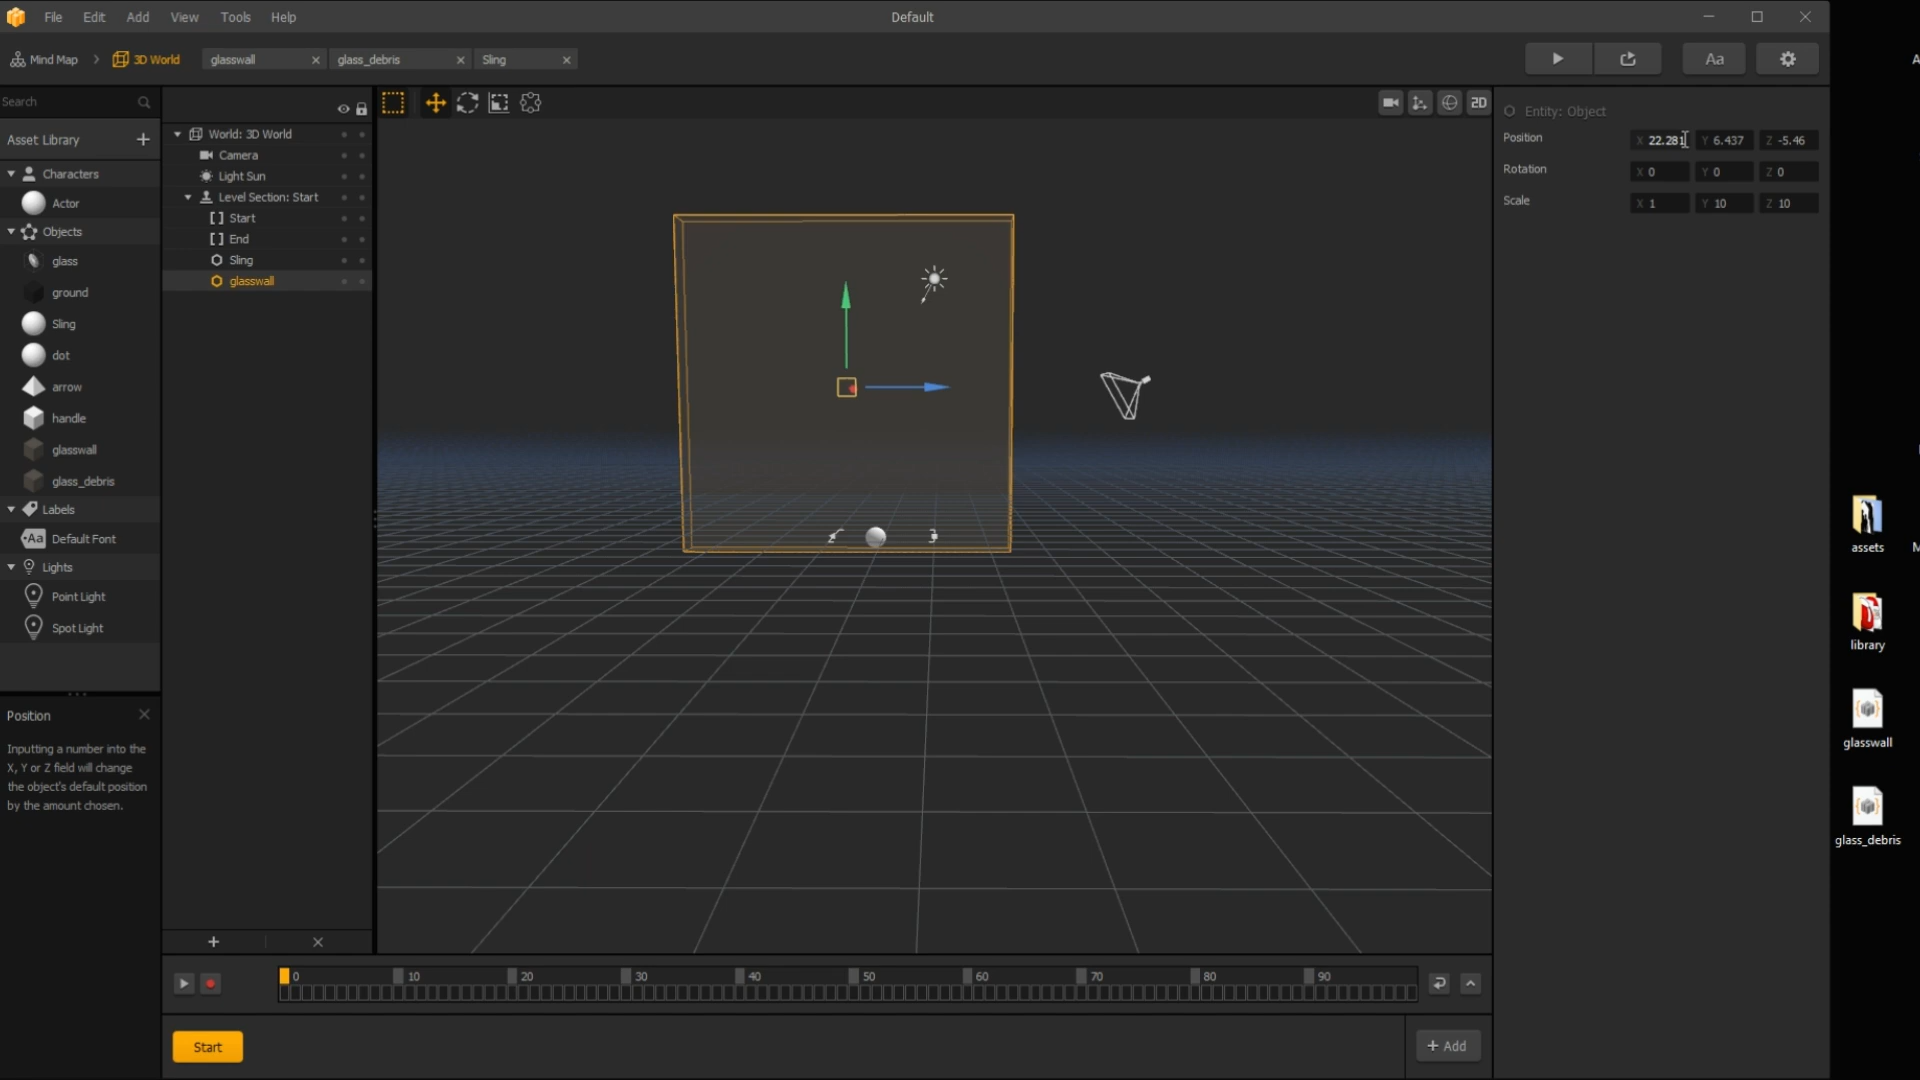 File Edit Add View Tools Help
Default
Mind Map 3D World glasswall glass_debris Sling Aa
Search
2D
Asset Library
Characters
Actor
Objects
glass
ground
Sling
dot
arrow
handle
glasswall
glass_debris
Labels
Aa Default Font
Lights
Point Light
Spot Light
Position
Inputting a number into the
X, Y or Z field will change
the object's default position
by the amount chosen.
World: 3D World
Camera
Light Sun
Level Section: Start
Start
End
Sling
glasswall
Entity: Object
Position X 22.281 Y 6.437 Z -5.46
Rotation X 0 Y 0 Z 0
Scale X 1 Y 10 Z 10
0 10 20 30 40 50 60 70 80 90
Start
+ Add
assets
library
glasswall
glass_debris